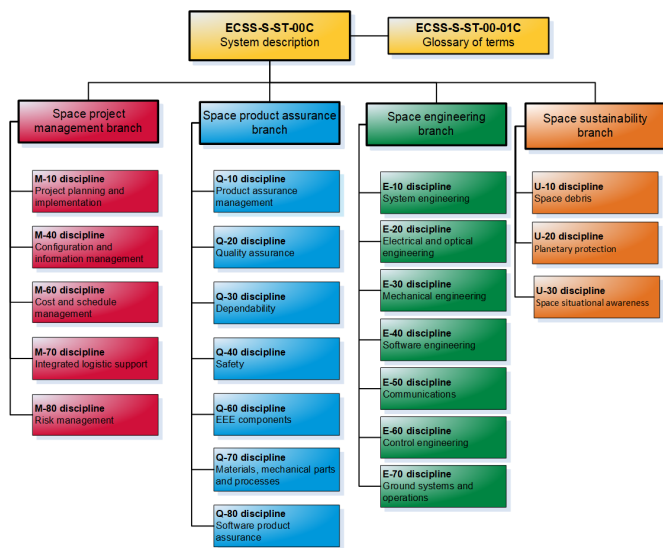 ECSS-S-ST-00C
System description
ECSS-S-ST-00-01C
Glossary of terms
Space project
management branch
M-10 discipline
Project planning and
implementation
M-40 discipline
Configuration and
information management
M-60 discipline
Cost and schedule
management
M-70 discipline
Integrated logistic support
M-80 discipline
Risk management
Space product assurance
branch
Q-10 discipline
Product assurance
management
Q-20 discipline
Quality assurance
Q-30 discipline
Dependability
Q-40 discipline
Safety
Q-60 discipline
EEE components
Q-70 discipline
Materials, mechanical parts
and processes
Q-80 discipline
Software product
assurance
Space engineering
branch
E-10 discipline
System engineering
E-20 discipline
Electrical and optical
engineering
E-30 discipline
Mechanical engineering
E-40 discipline
Software engineering
E-50 discipline
Communications
E-60 discipline
Control engineering
E-70 discipline
Ground systems and
operations
Space sustainability
branch
U-10 discipline
Space debris
U-20 discipline
Planetary protection
U-30 discipline
Space situational awareness